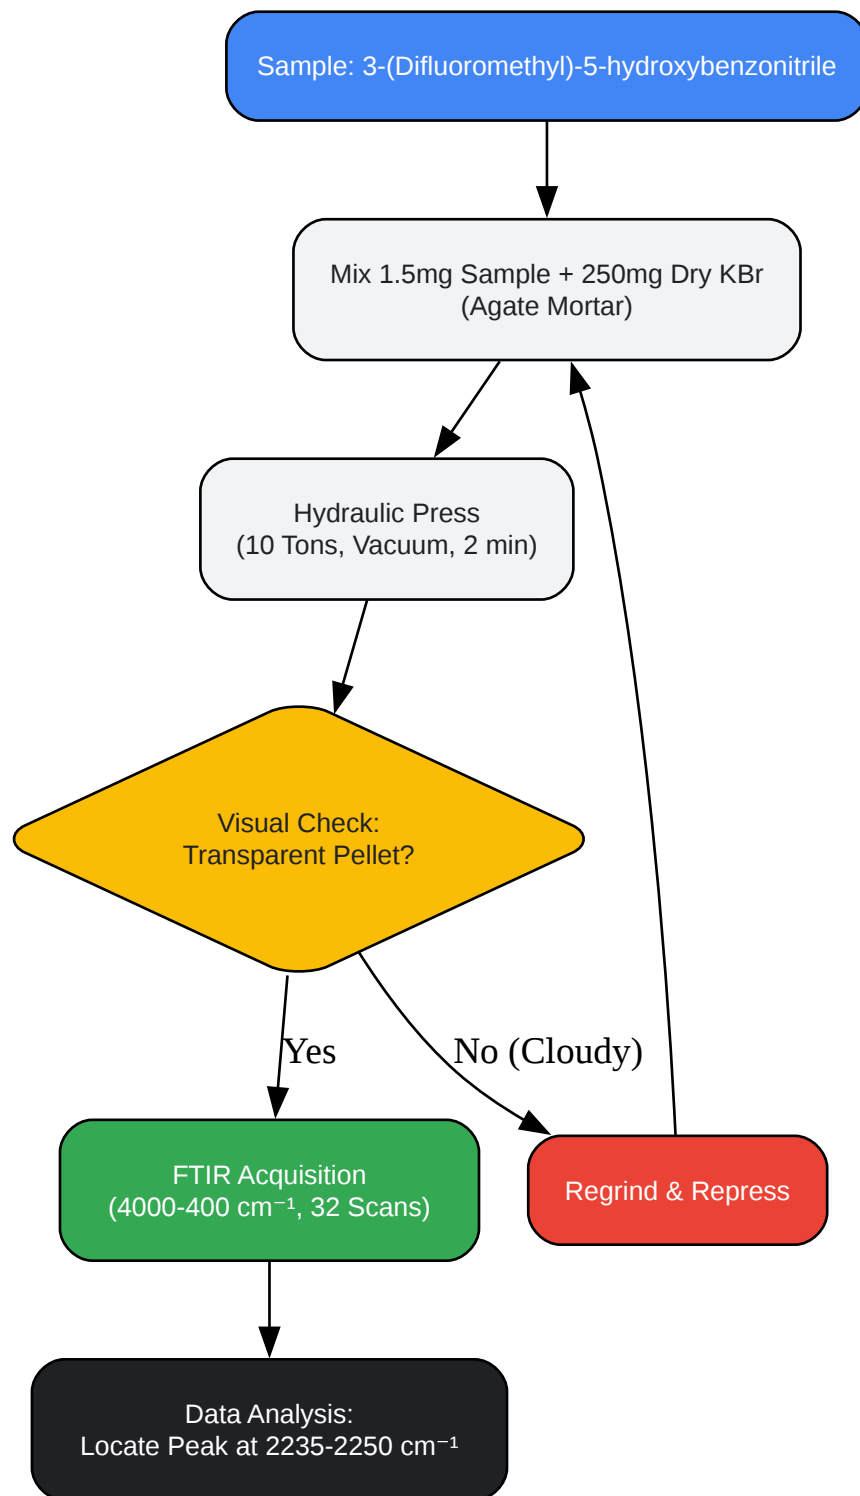 Sample: 3-(Difluoromethyl)-5-hydroxybenzonitrile
Mix 1.5mg Sample + 250mg Dry KBr
(Agate Mortar)
Hydraulic Press
(10 Tons, Vacuum, 2 min)
Visual Check:
Transparent Pellet?
Yes
No (Cloudy)
FTIR Acquisition
(4000-400 cm⁻¹, 32 Scans)
Regrind & Repress
Data Analysis:
Locate Peak at 2235-2250 cm⁻¹